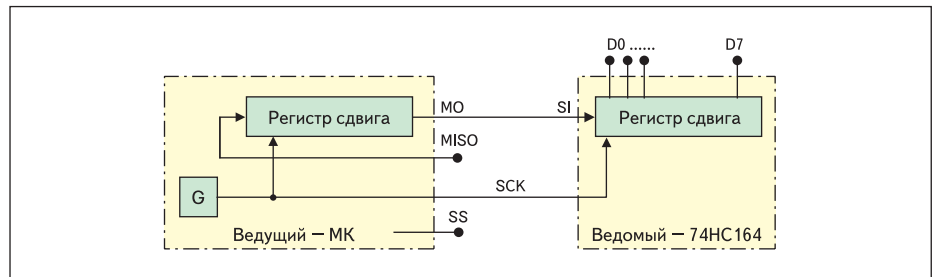 D0 ...... D7
MO SI
Регистр сдвига Регистр сдвига
MISO
SCK
G
SS
Ведущий – МК Ведомый – 74HC164